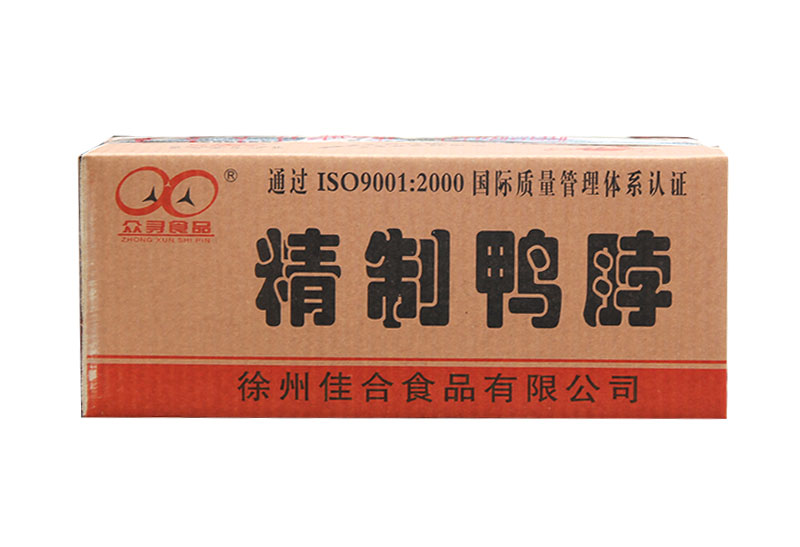 ®
通过 ISO9001:2000 国际质量管理体系认证
众寻食品
ZHONG XUN SHI PIN
精制鸭脖
徐州佳合食品有限公司